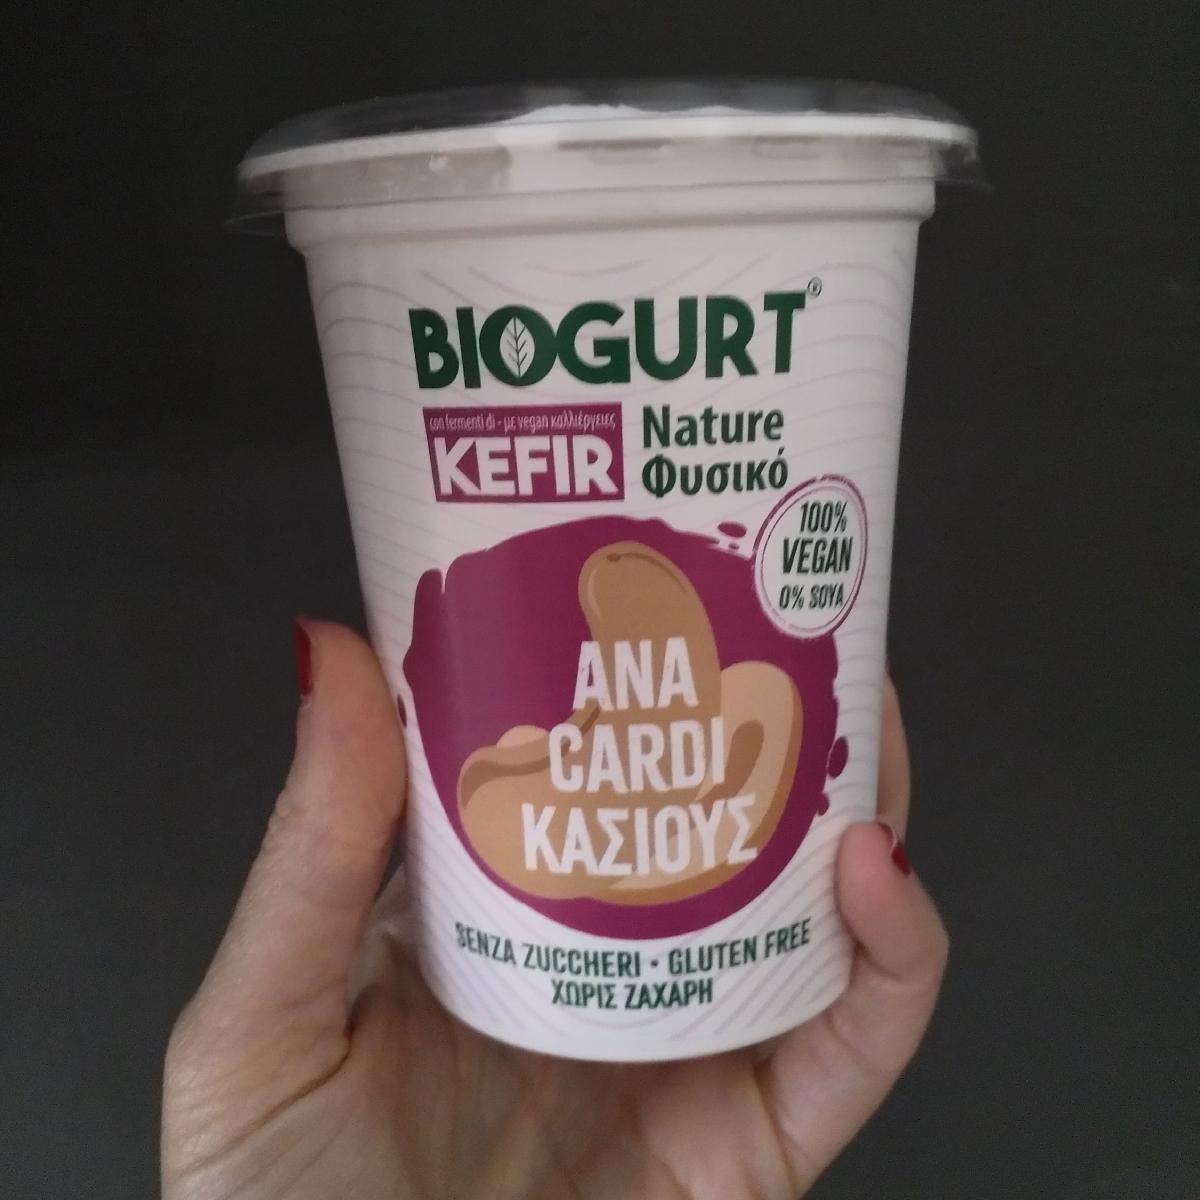 BIOGURT®
con fermenti di - με vegan καλλιέργειες
KEFIR
Nature
Φυσικό
100%
VEGAN
0% SOYA
ANA
CARDI
ΚΑΣΙΟΥΣ
SENZA ZUCCHERI · GLUTEN FREE
ΧΩΡΙΣ ΖΑΧΑΡΗ